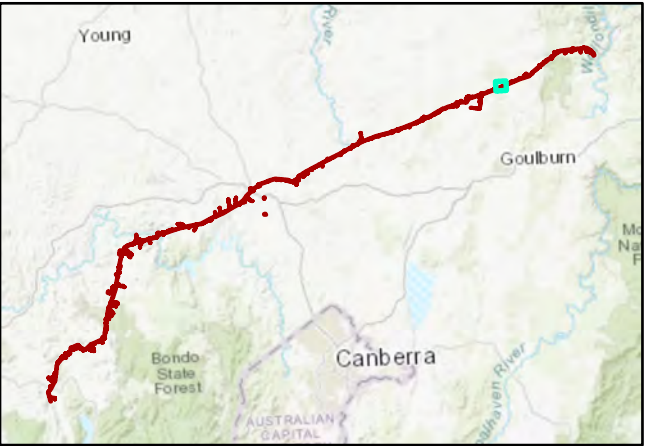 Young
River
Goulburn
Canberra
Bondo
State
Forest
AUSTRALIAN
CAPITAL
River